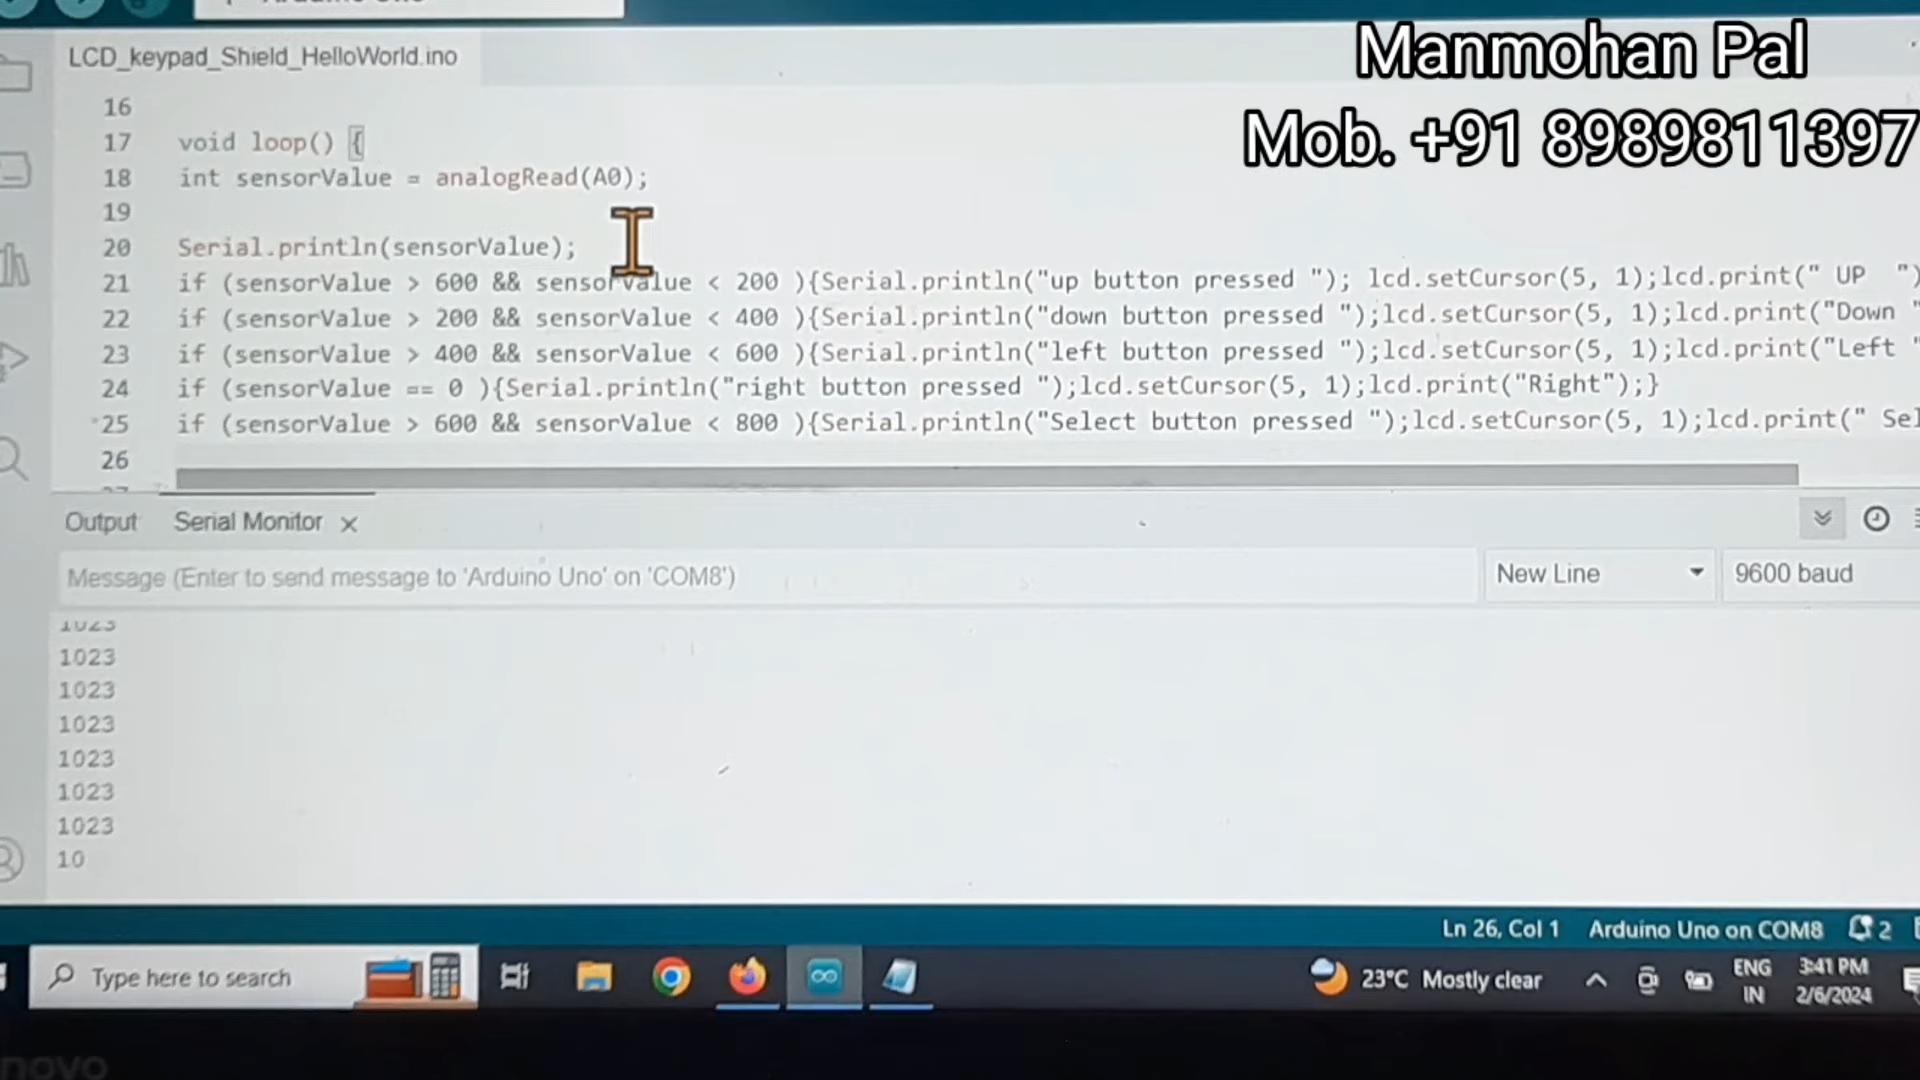 Manmohan Pal
Mob. +91 8989811397
LCD_keypad_Shield_HelloWorld.ino
16
17 void loop() {
18 int sensorValue = analogRead(A0);
19
20 Serial.println(sensorValue);
21 if (sensorValue > 600 && sensorValue < 200 ){Serial.println("up button pressed "); lcd.setCursor(5, 1);lcd.print(" UP ")
22 if (sensorValue > 200 && sensorValue < 400 ){Serial.println("down button pressed ");lcd.setCursor(5, 1);lcd.print("Down "
23 if (sensorValue > 400 && sensorValue < 600 ){Serial.println("left button pressed ");lcd.setCursor(5, 1);lcd.print("Left "
24 if (sensorValue == 0 ){Serial.println("right button pressed ");lcd.setCursor(5, 1);lcd.print("Right");}
25 if (sensorValue > 600 && sensorValue < 800 ){Serial.println("Select button pressed ");lcd.setCursor(5, 1);lcd.print(" Sel
26
Output Serial Monitor
Message (Enter to send message to 'Arduino Uno' on 'COM8')
New Line 9600 baud
1023
1023
1023
1023
1023
1023
1023
10
Ln 26, Col 1 Arduino Uno on COM8 2
Type here to search
23°C Mostly clear
ENG
IN
3:41 PM
2/6/2024
novo